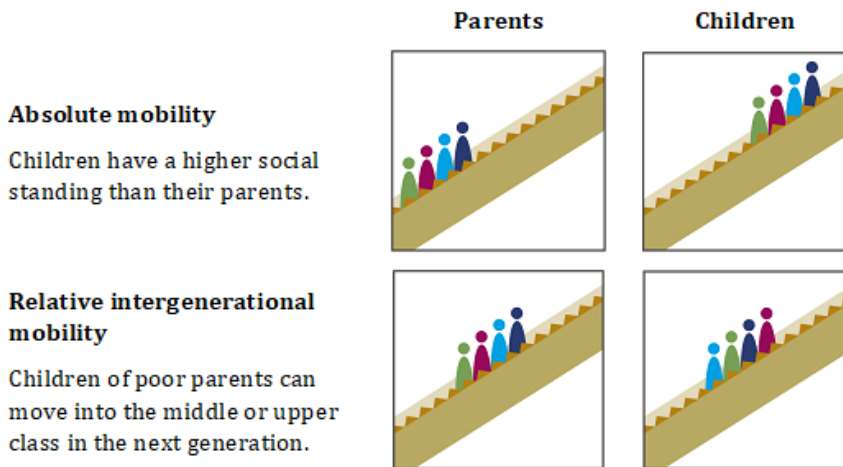 Parents
Children
Absolute mobility
Children have a higher social
standing than their parents.
Relative intergenerational
mobility
Children of poor parents can
move into the middle or upper
class in the next generation.